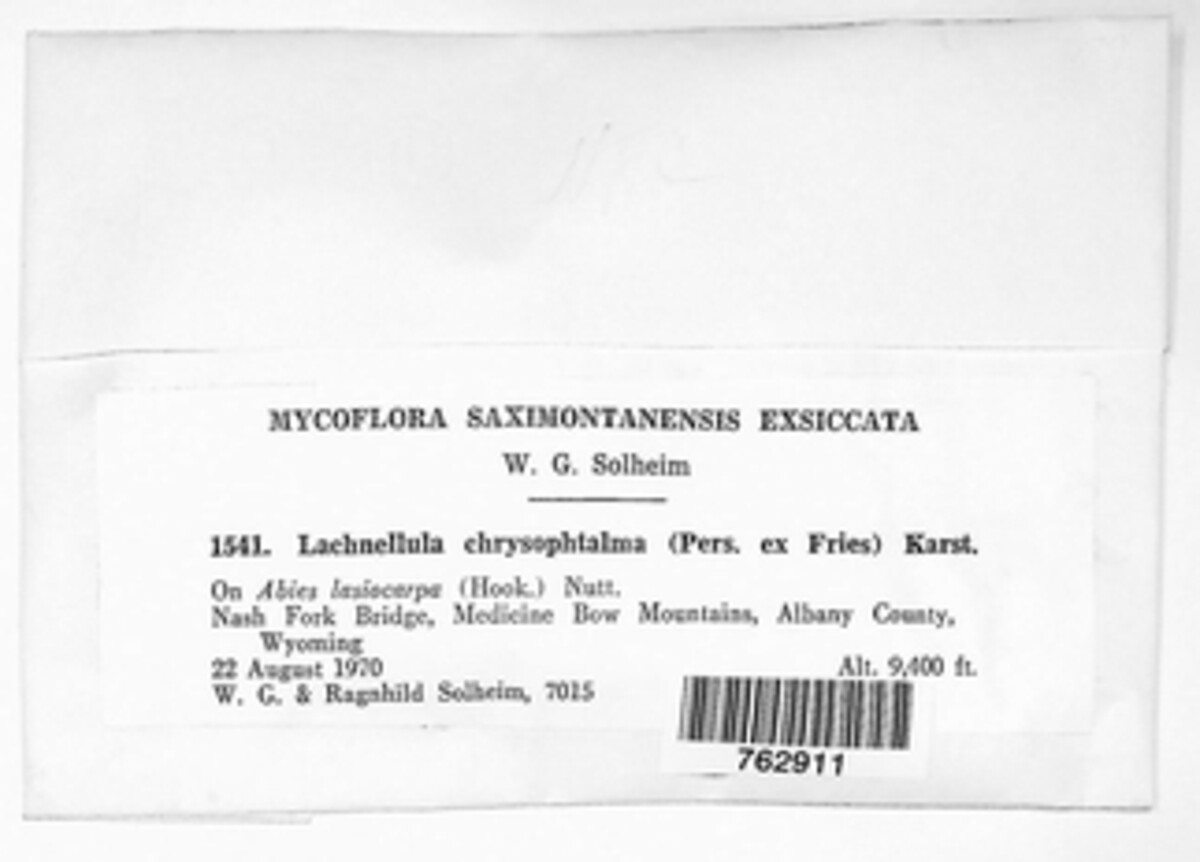 MYCOFLORA SAXIMONTANENSIS EXSICCATA
W. G. Solheim
1541. Lachnellula chrysophtalma (Pers. ex Fries) Karst.
On Abies lasiocarpa (Hook.) Nutt.
Nash Fork Bridge, Medicine Bow Mountains, Albany County,
Wyoming
22 August 1970
Alt. 9,400 ft.
W. G. & Ragnhild Solheim, 7015
762911